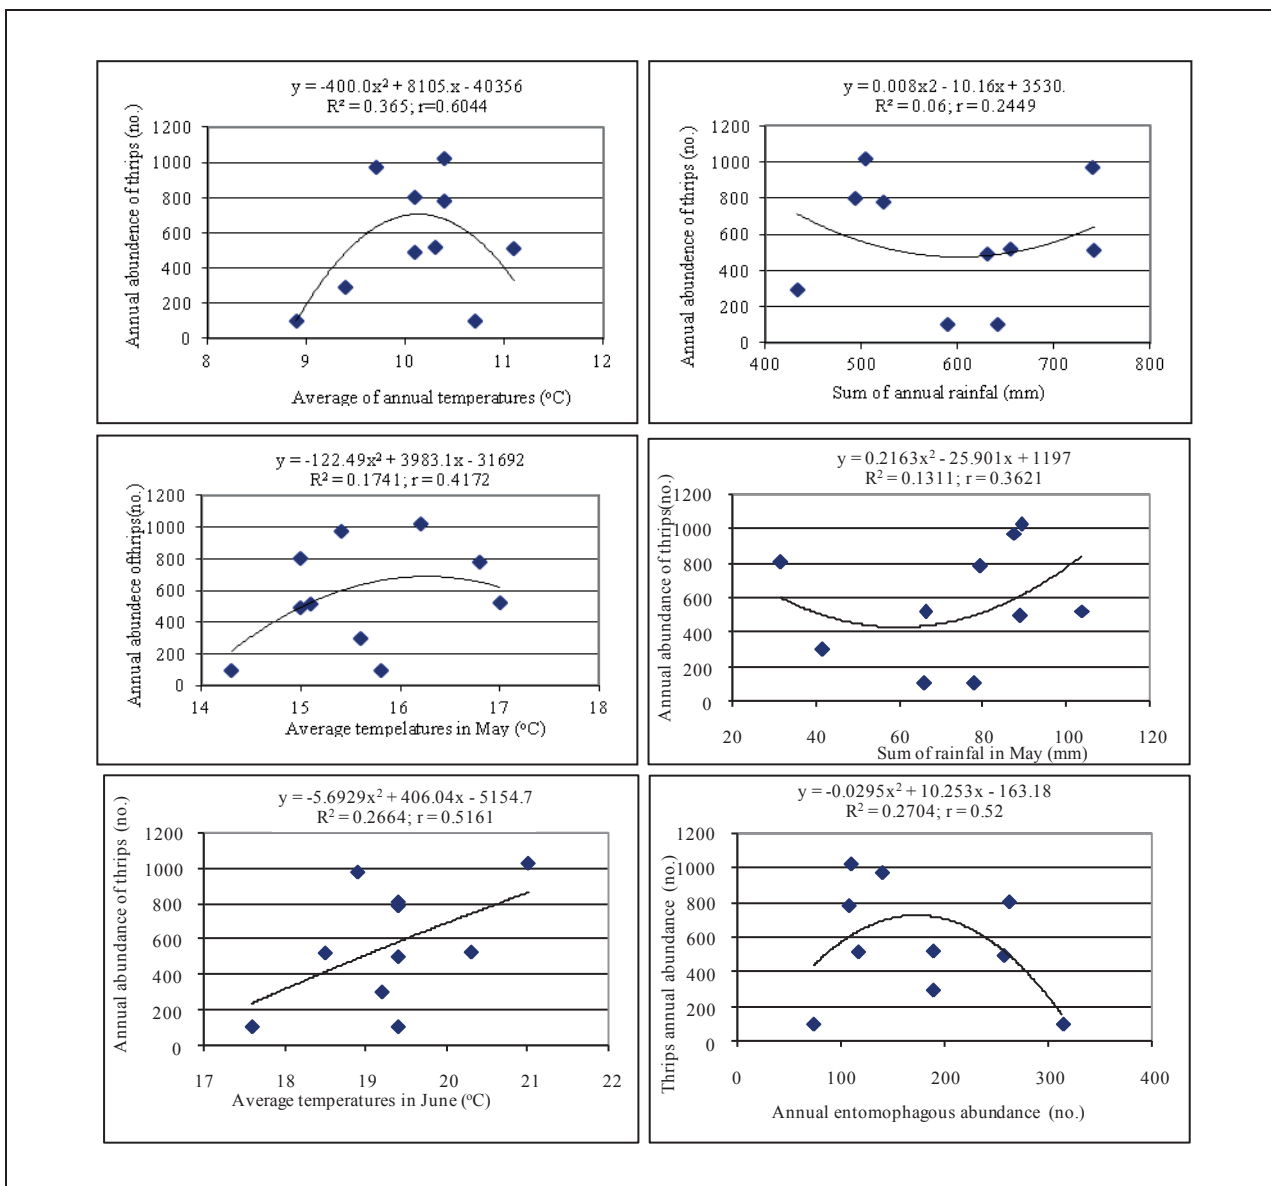 y = -400.0x² + 8105.x - 40356
R² = 0.365; r=0.6044
Annual abundence of thrips (no.)
1200
1000
800
600
400
200
0
8 9 10 11 12
Average of annual temperatures (ºC)
y = 0.008x2 - 10.16x + 3530.
R² = 0.06; r = 0.2449
Annual abundence of thrips (no.)
1200
1000
800
600
400
200
0
400 500 600 700 800
Sum of annual rainfal (mm)
y = -122.49x² + 3983.1x - 31692
R² = 0.1741; r = 0.4172
Annual abundece ofthrips(no.)
1200
1000
800
600
400
200
0
14 15 16 17 18
Average tempelatures in May (ºC)
y = 0.2163x² - 25.901x + 1197
R² = 0.1311; r = 0.3621
Annual abundance of thrips(no.)
1200
1000
800
600
400
200
0
20 40 60 80 100 120
Sum of rainfal in May (mm)
y = -5.6929x² + 406.04x - 5154.7
R² = 0.2664; r = 0.5161
Annual abundance of thrips (no.)
1200
1000
800
600
400
200
0
17 18 19 20 21 22
Average temperatures in June (ºC)
y = -0.0295x² + 10.253x - 163.18
R² = 0.2704; r = 0.52
Thrips annual abundance (no.)
1200
1000
800
600
400
200
0
0 100 200 300 400
Annual entomophagous abundance (no.)